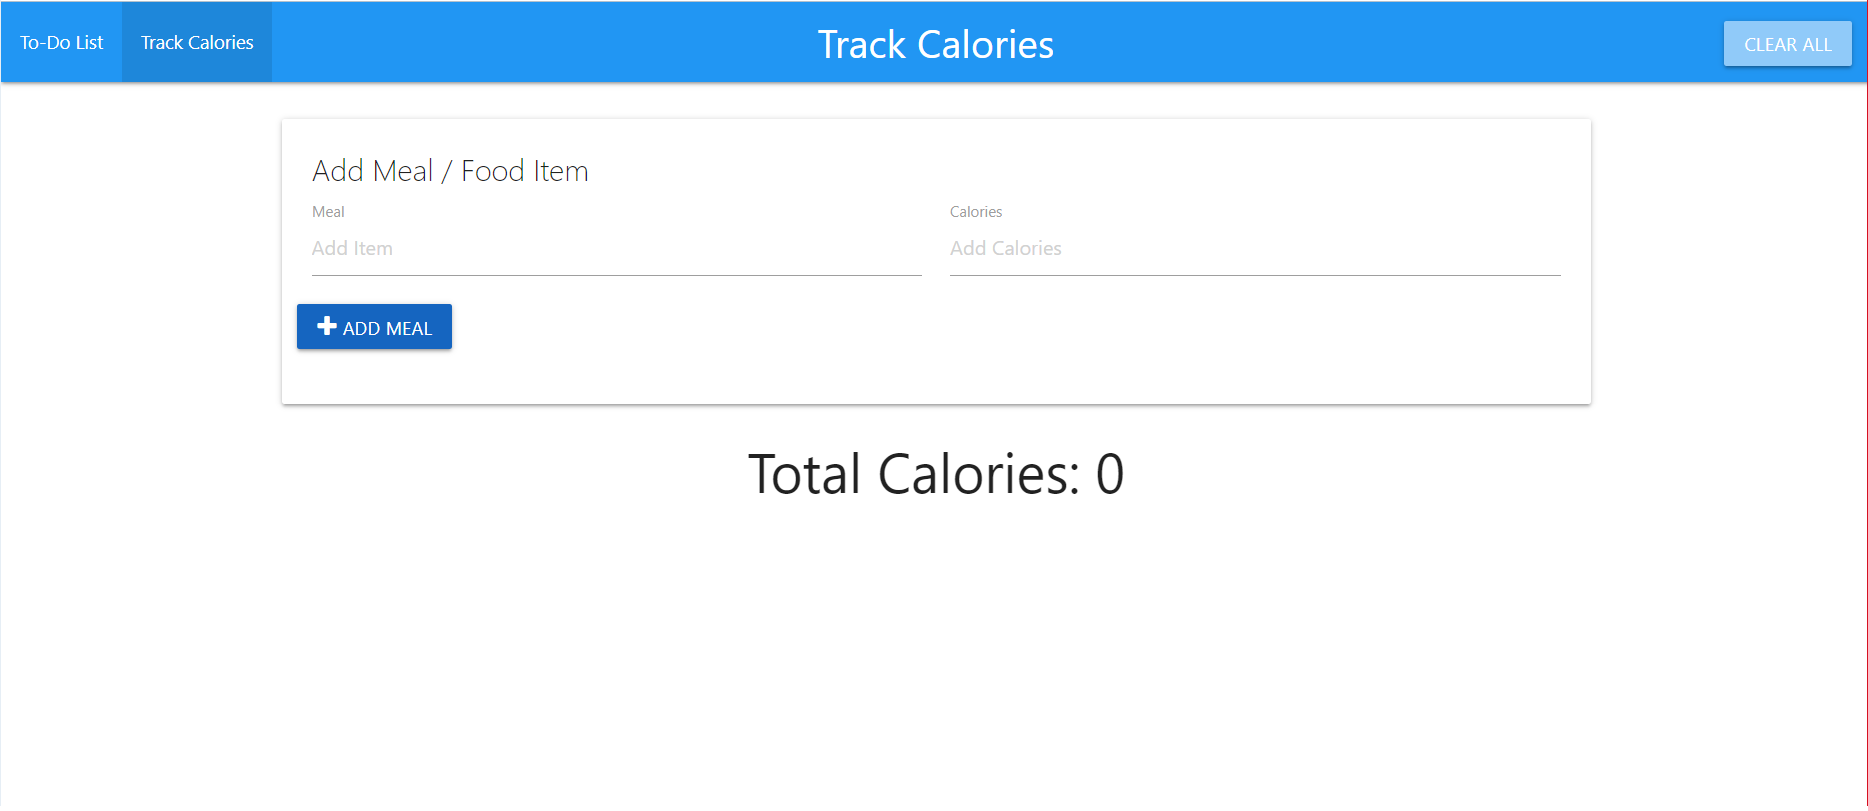 To-Do List Track Calories Track Calories CLEAR ALL
Add Meal / Food Item
Meal Calories
Add Item Add Calories
ADD MEAL
Total Calories: 0